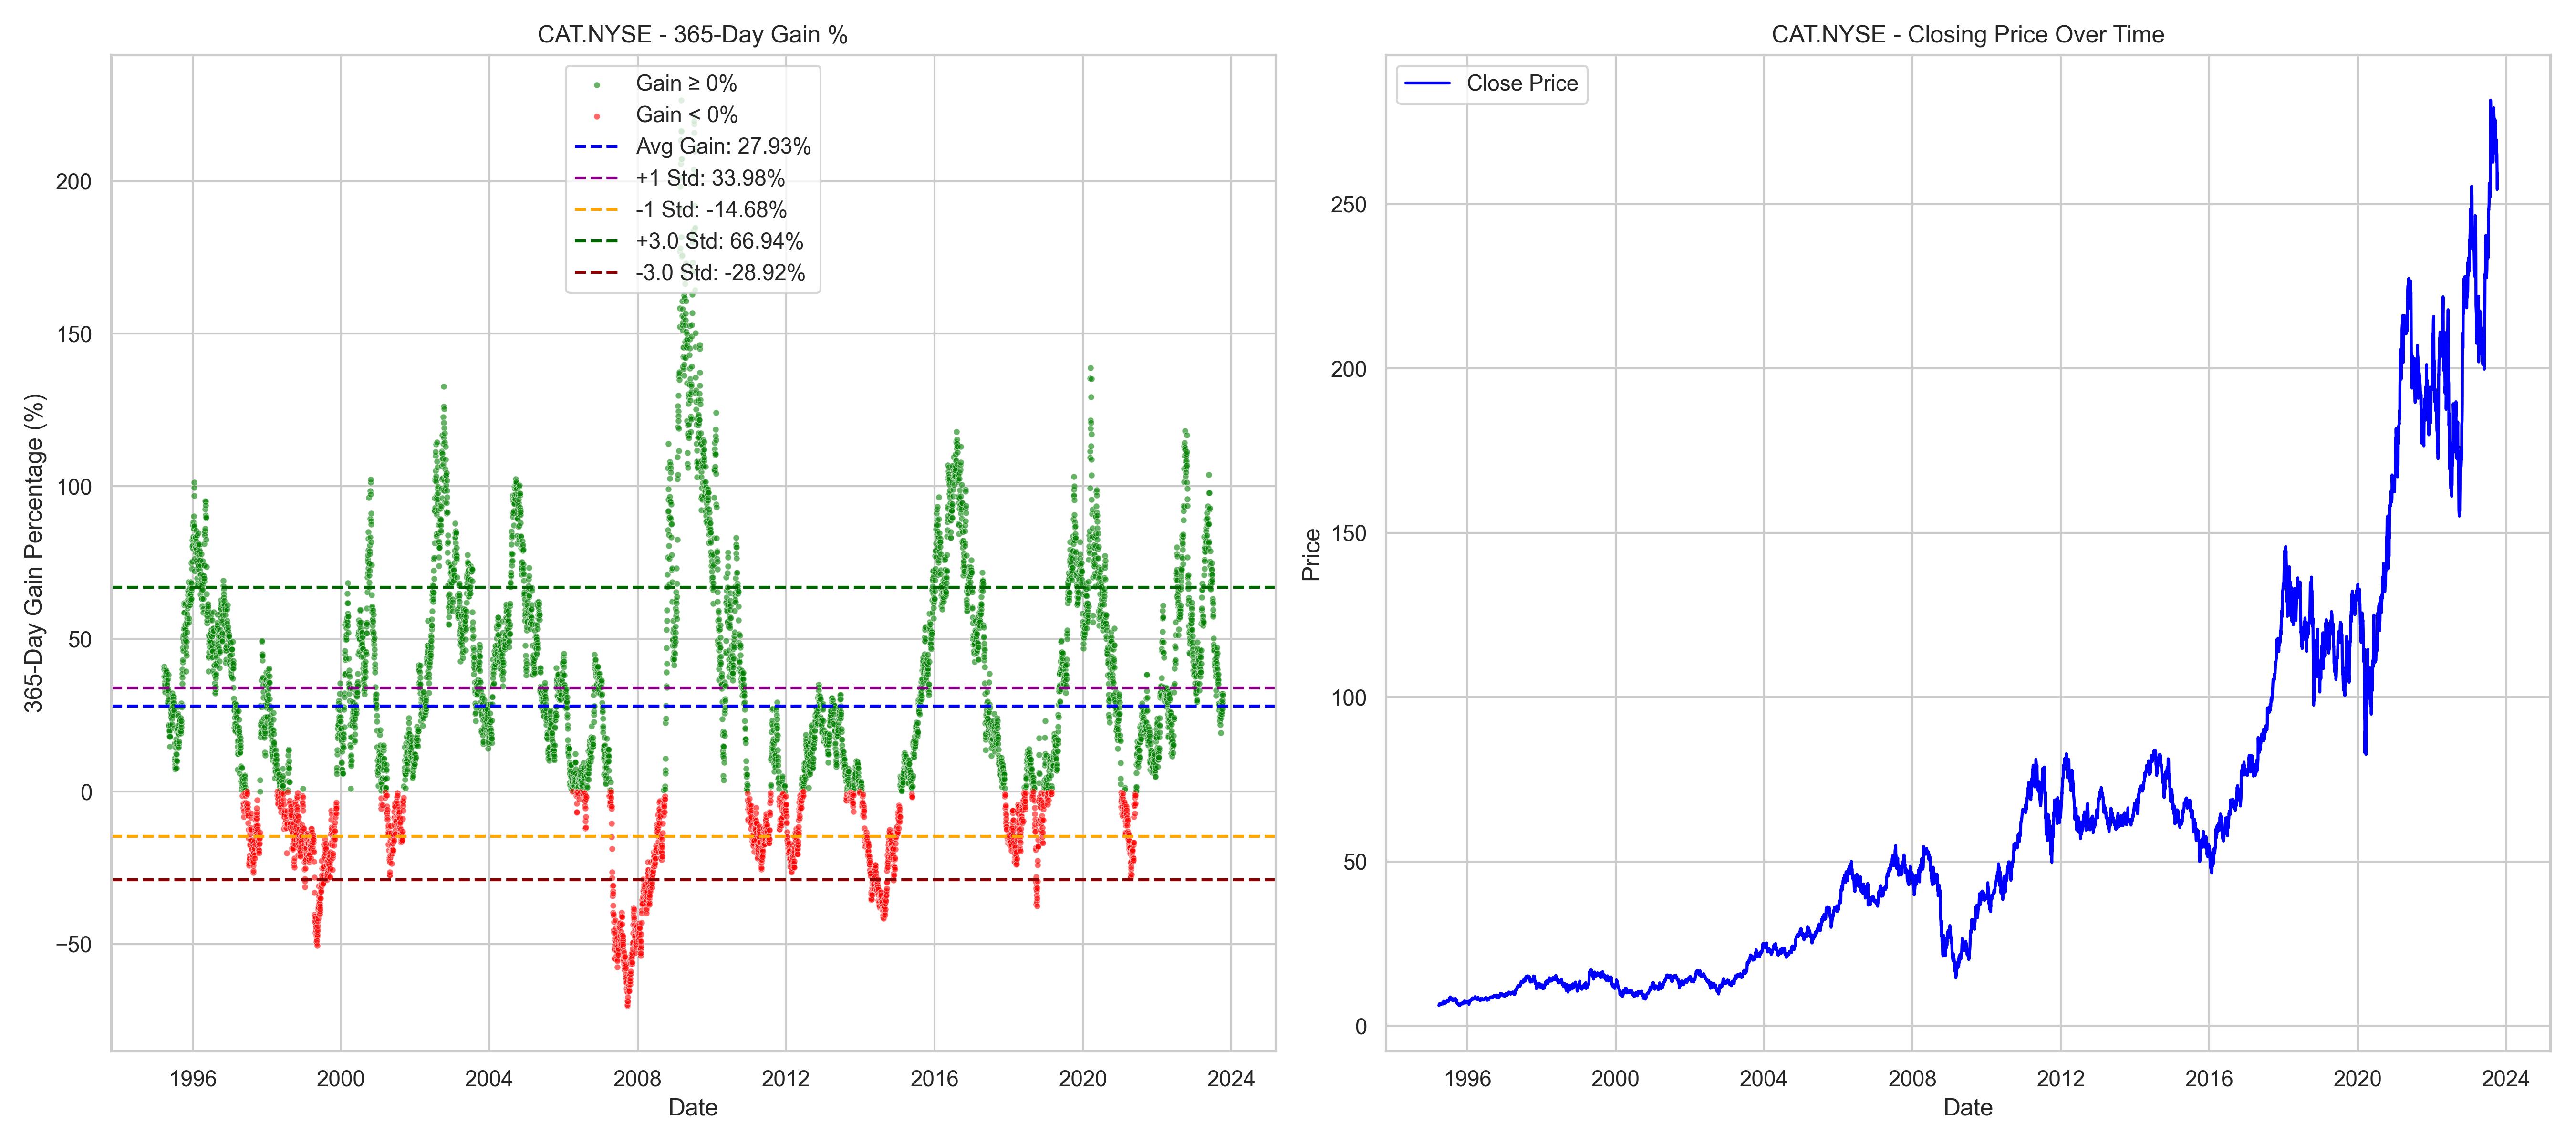 CAT.NYSE - 365-Day Gain %
Gain ≥ 0%
Gain < 0%
Avg Gain: 27.93%
+1 Std: 33.98%
-1 Std: -14.68%
+3.0 Std: 66.94%
-3.0 Std: -28.92%
365-Day Gain Percentage (%)
200
150
100
50
0
−50
1996 2000 2004 2008 2012 2016 2020 2024
Date
CAT.NYSE - Closing Price Over Time
Close Price
Price
250
200
150
100
50
0
1996 2000 2004 2008 2012 2016 2020 2024
Date